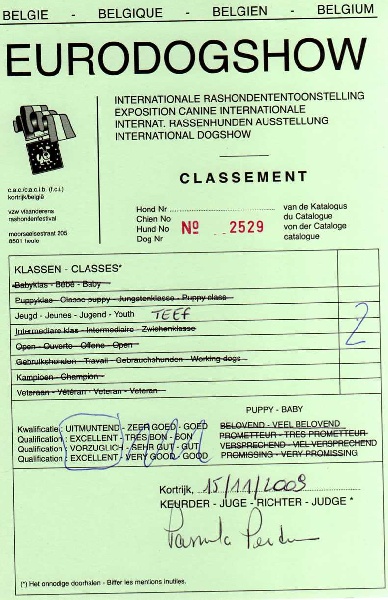 BELGIE - BELGIQUE - BELGIEN - BELGIUM
EURODOGSHOW
INTERNATIONALE RASHONDENTENTOONSTELLING
EXPOSITION CANINE INTERNATIONALE
INTERNAT. RASSENHUNDEN AUSSTELLUNG
INTERNATIONAL DOGSHOW
CLASSEMENT
c.a.c./c.a.c.i.b (f.c.i.)
kortrijk/belgië
vzw vlaanderens
rashondenfestival
moorseelsestraat 205
8501 heule
Hond Nr van de Katalogus
Chien No du Catalogue
Hund No Nº 2529 von der Cataloge
Dog Nr catalogue
KLASSEN - CLASSES*
Babyklas - Bébé - Baby
Puppyklas - Classe puppy - Jungstenklasse - Puppy class
Jeugd - Jeunes - Jugend - Youth TEEF
Intermediaire klas - Intermediaire - Zwichenklasse
2
Open - Ouverte - Offene - Open
Gebruikshunden - Travail - Gebrauchshunden - Working dogs
Kampioen - Champion
Veteraan - Vétéran - Veteran - Veteran
PUPPY - BABY
Kwalificatie: UITMUNTEND - ZEER GOED - GOED BELOVEND - VEEL BELOVEND
Qualification: EXCELLENT - TRES BON - BON PROMETTEUR - TRES PROMETTEUR
Qualification: VORZUGLICH - SEHR GUT - GUT VERSPRECHEND - VIEL VERSPRECHEND
Qualification: EXCELLENT - VERY GOOD - GOOD PROMISSING - VERY PROMISSING
Kortrijk, 15/11/2009
KEURDER - JUGE - RICHTER - JUDGE *
(*) Het onnodige doorhalen - Biffer les mentions inutiles.